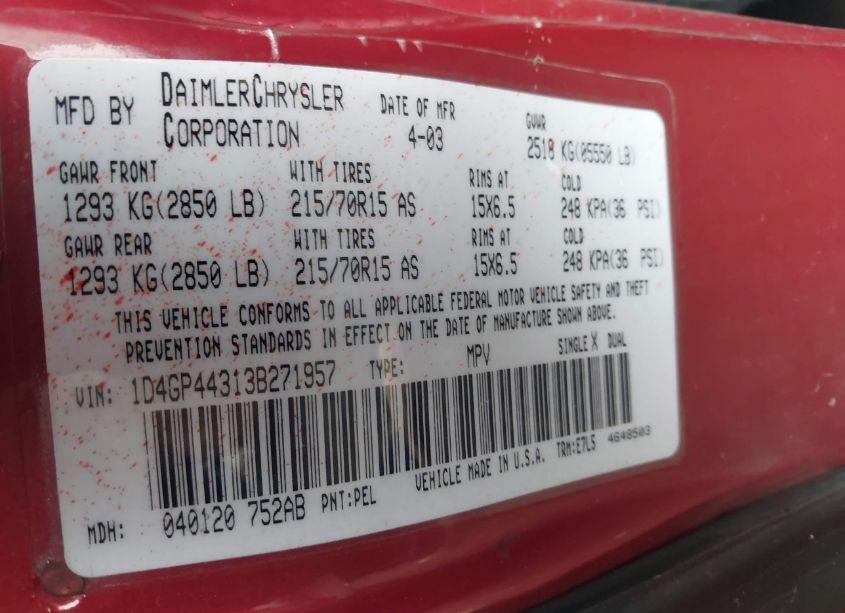 MFD BY DAIMLERCHRYSLER CORPORATION DATE OF MFR 4-03 GVWR 2518 KG(05550 LB)
GAWR FRONT WITH TIRES RIMS AT COLD
1293 KG(2850 LB) 215/70R15 AS 15X6.5 248 KPA(36 PSI)
GAWR REAR WITH TIRES RIMS AT COLD
1293 KG(2850 LB) 215/70R15 AS 15X6.5 248 KPA(36 PSI)
THIS VEHICLE CONFORMS TO ALL APPLICABLE FEDERAL MOTOR VEHICLE SAFETY AND THEFT
PREVENTION STANDARDS IN EFFECT ON THE DATE OF MANUFACTURE SHOWN ABOVE.
VIN: 1D4GP44313B271957 TYPE: MPV SINGLE X DUAL
MDH: 040120 752AB PNT:PEL VEHICLE MADE IN U.S.A. TRM:E7L5 4648503